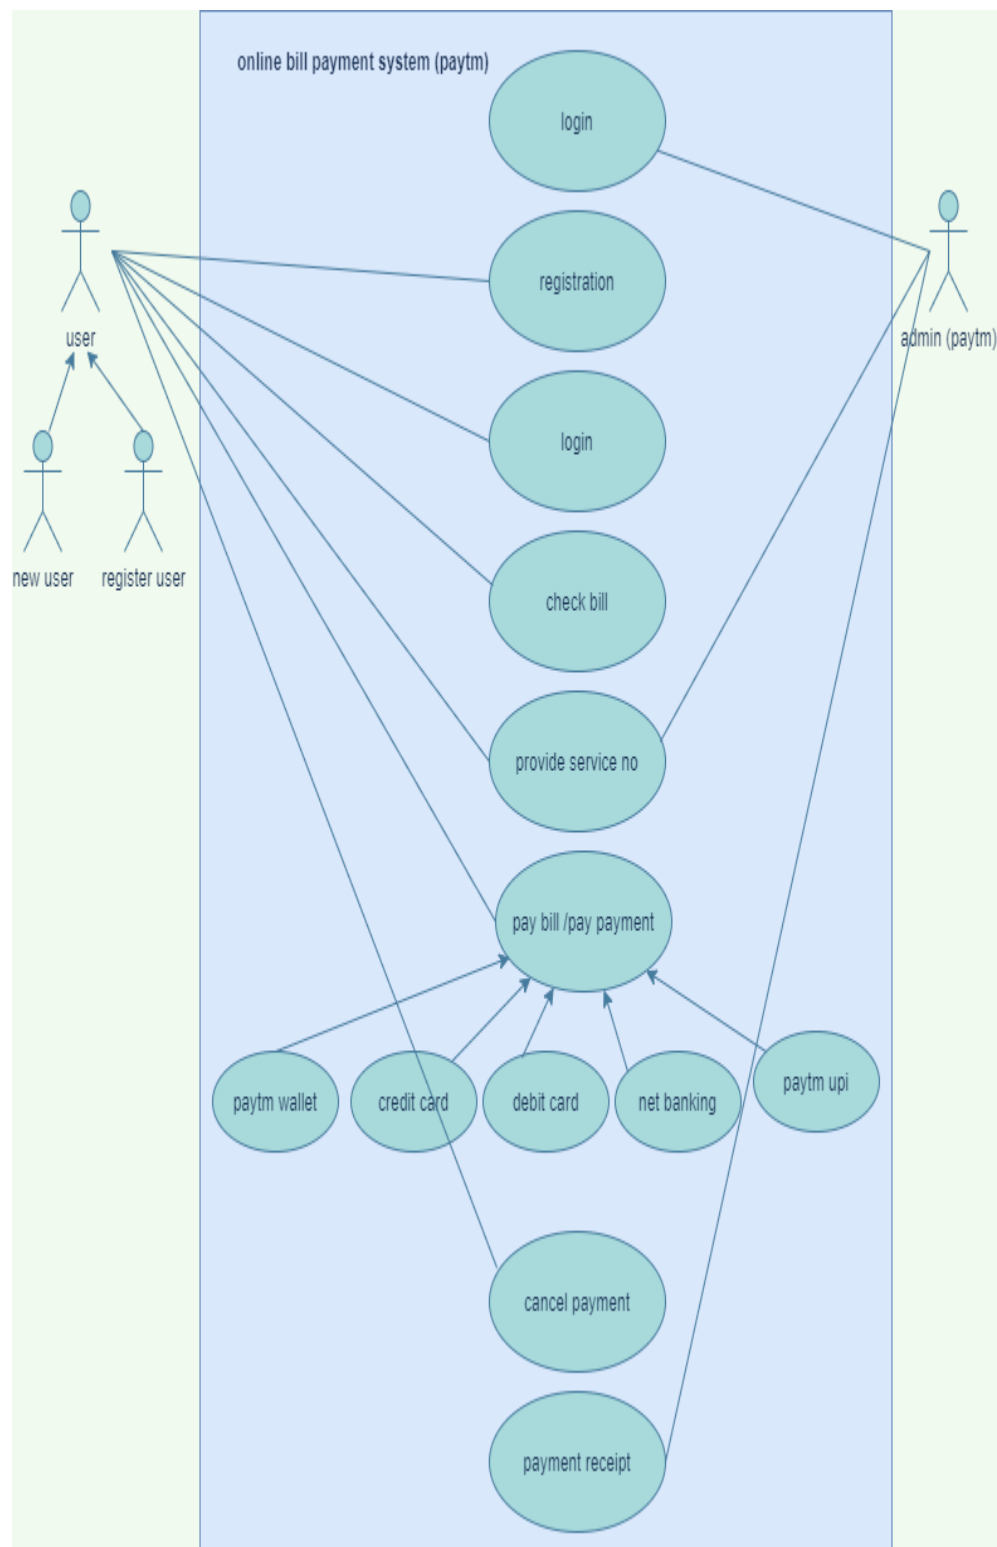 online bill payment system (paytm)
login
registration
user
admin (paytm)
login
new user
register user
check bill
provide service no
pay bill /pay payment
paytm wallet
credit card
debit card
net banking
paytm upi
cancel payment
payment receipt